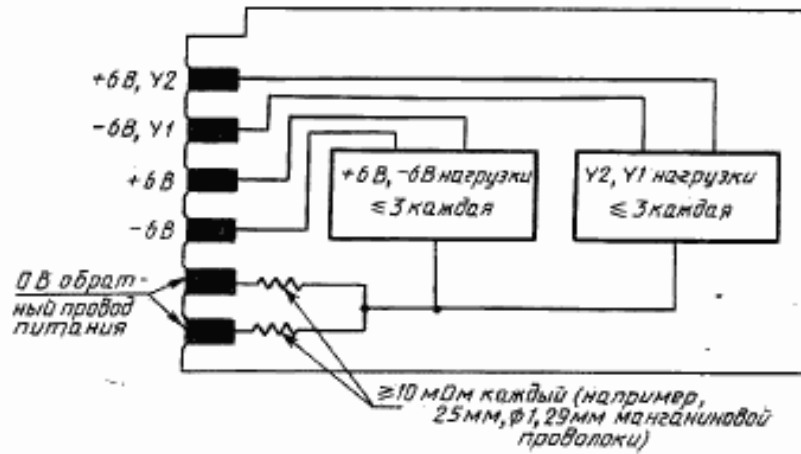 +6В, Y2
-6В, Y1
+6В
-6В
0 В обрат-
ный провод
питания
+6В, -6В нагрузки
≤ 3 каждая
Y2, Y1 нагрузки
≤ 3 каждая
≥10 мОм каждый (например,
25мм, ф1,29мм манганиновой
проволоки)